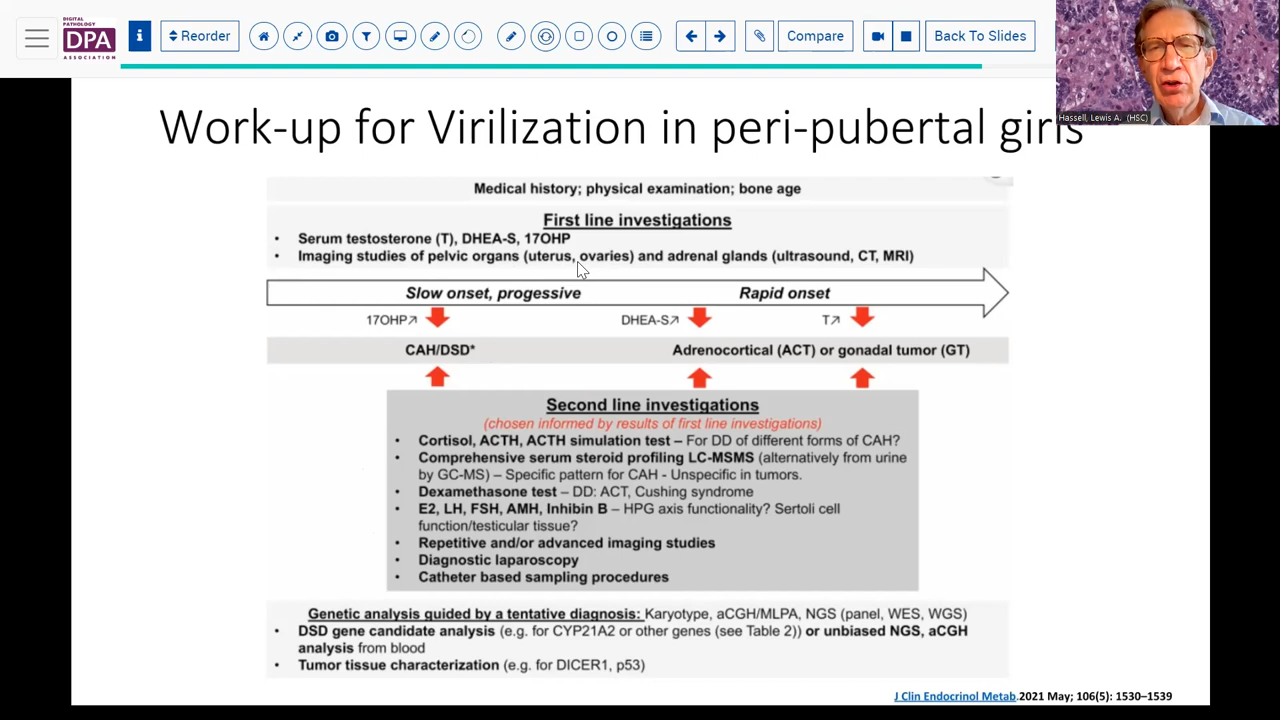 DIGITAL
PATHOLOGY
DPA
ASSOCIATION
i
Reorder
Compare
Back To Slides
Hassell, Lewis A. (HSC)
Work-up for Virilization in peri-pubertal girls
Medical history; physical examination; bone age
First line investigations
• Serum testosterone (T), DHEA-S, 17OHP
• Imaging studies of pelvic organs (uterus, ovaries) and adrenal glands (ultrasound, CT, MRI)
Slow onset, progessive Rapid onset
17OHP↗ DHEA-S↗ T↗
CAH/DSD* Adrenocortical (ACT) or gonadal tumor (GT)
Second line investigations
(chosen informed by results of first line investigations)
• Cortisol, ACTH, ACTH simulation test – For DD of different forms of CAH?
• Comprehensive serum steroid profiling LC-MSMS (alternatively from urine
by GC-MS) – Specific pattern for CAH - Unspecific in tumors.
• Dexamethasone test – DD: ACT, Cushing syndrome
• E2, LH, FSH, AMH, Inhibin B – HPG axis functionality? Sertoli cell
function/testicular tissue?
• Repetitive and/or advanced imaging studies
• Diagnostic laparoscopy
• Catheter based sampling procedures
Genetic analysis guided by a tentative diagnosis: Karyotype, aCGH/MLPA, NGS (panel, WES, WGS)
• DSD gene candidate analysis (e.g. for CYP21A2 or other genes (see Table 2)) or unbiased NGS, aCGH
analysis from blood
• Tumor tissue characterization (e.g. for DICER1, p53)
J Clin Endocrinol Metab.2021 May; 106(5): 1530–1539